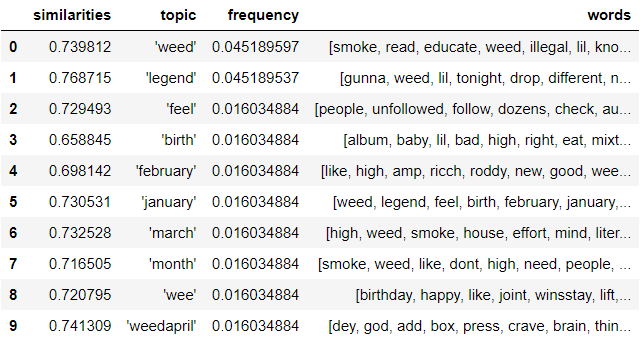 similarities topic frequency words
0 0.739812 'weed' 0.045189597 [smoke, read, educate, weed, illegal, lil, kno...
1 0.768715 'legend' 0.045189537 [gunna, weed, lil, tonight, drop, different, n...
2 0.729493 'feel' 0.016034884 [people, unfollowed, follow, dozens, check, au...
3 0.658845 'birth' 0.016034884 [album, baby, lil, bad, high, right, eat, mixt...
4 0.698142 'february' 0.016034884 [like, high, amp, ricch, roddy, new, good, wee...
5 0.730531 'january' 0.016034884 [weed, legend, feel, birth, february, january,...
6 0.732528 'march' 0.016034884 [high, weed, smoke, house, effort, mind, liter...
7 0.716505 'month' 0.016034884 [smoke, weed, like, dont, high, need, people, ...
8 0.720795 'wee' 0.016034884 [birthday, happy, like, joint, winsstay, lift,...
9 0.741309 'weedapril' 0.016034884 [dey, god, add, box, press, crave, brain, thin...